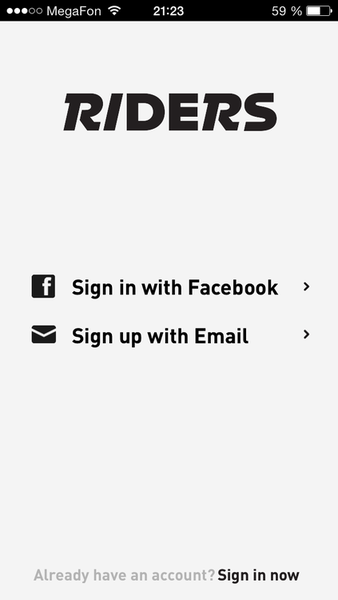 MegaFon 21:23 59 %
RIDERS
Sign in with Facebook
Sign up with Email
Already have an account? Sign in now